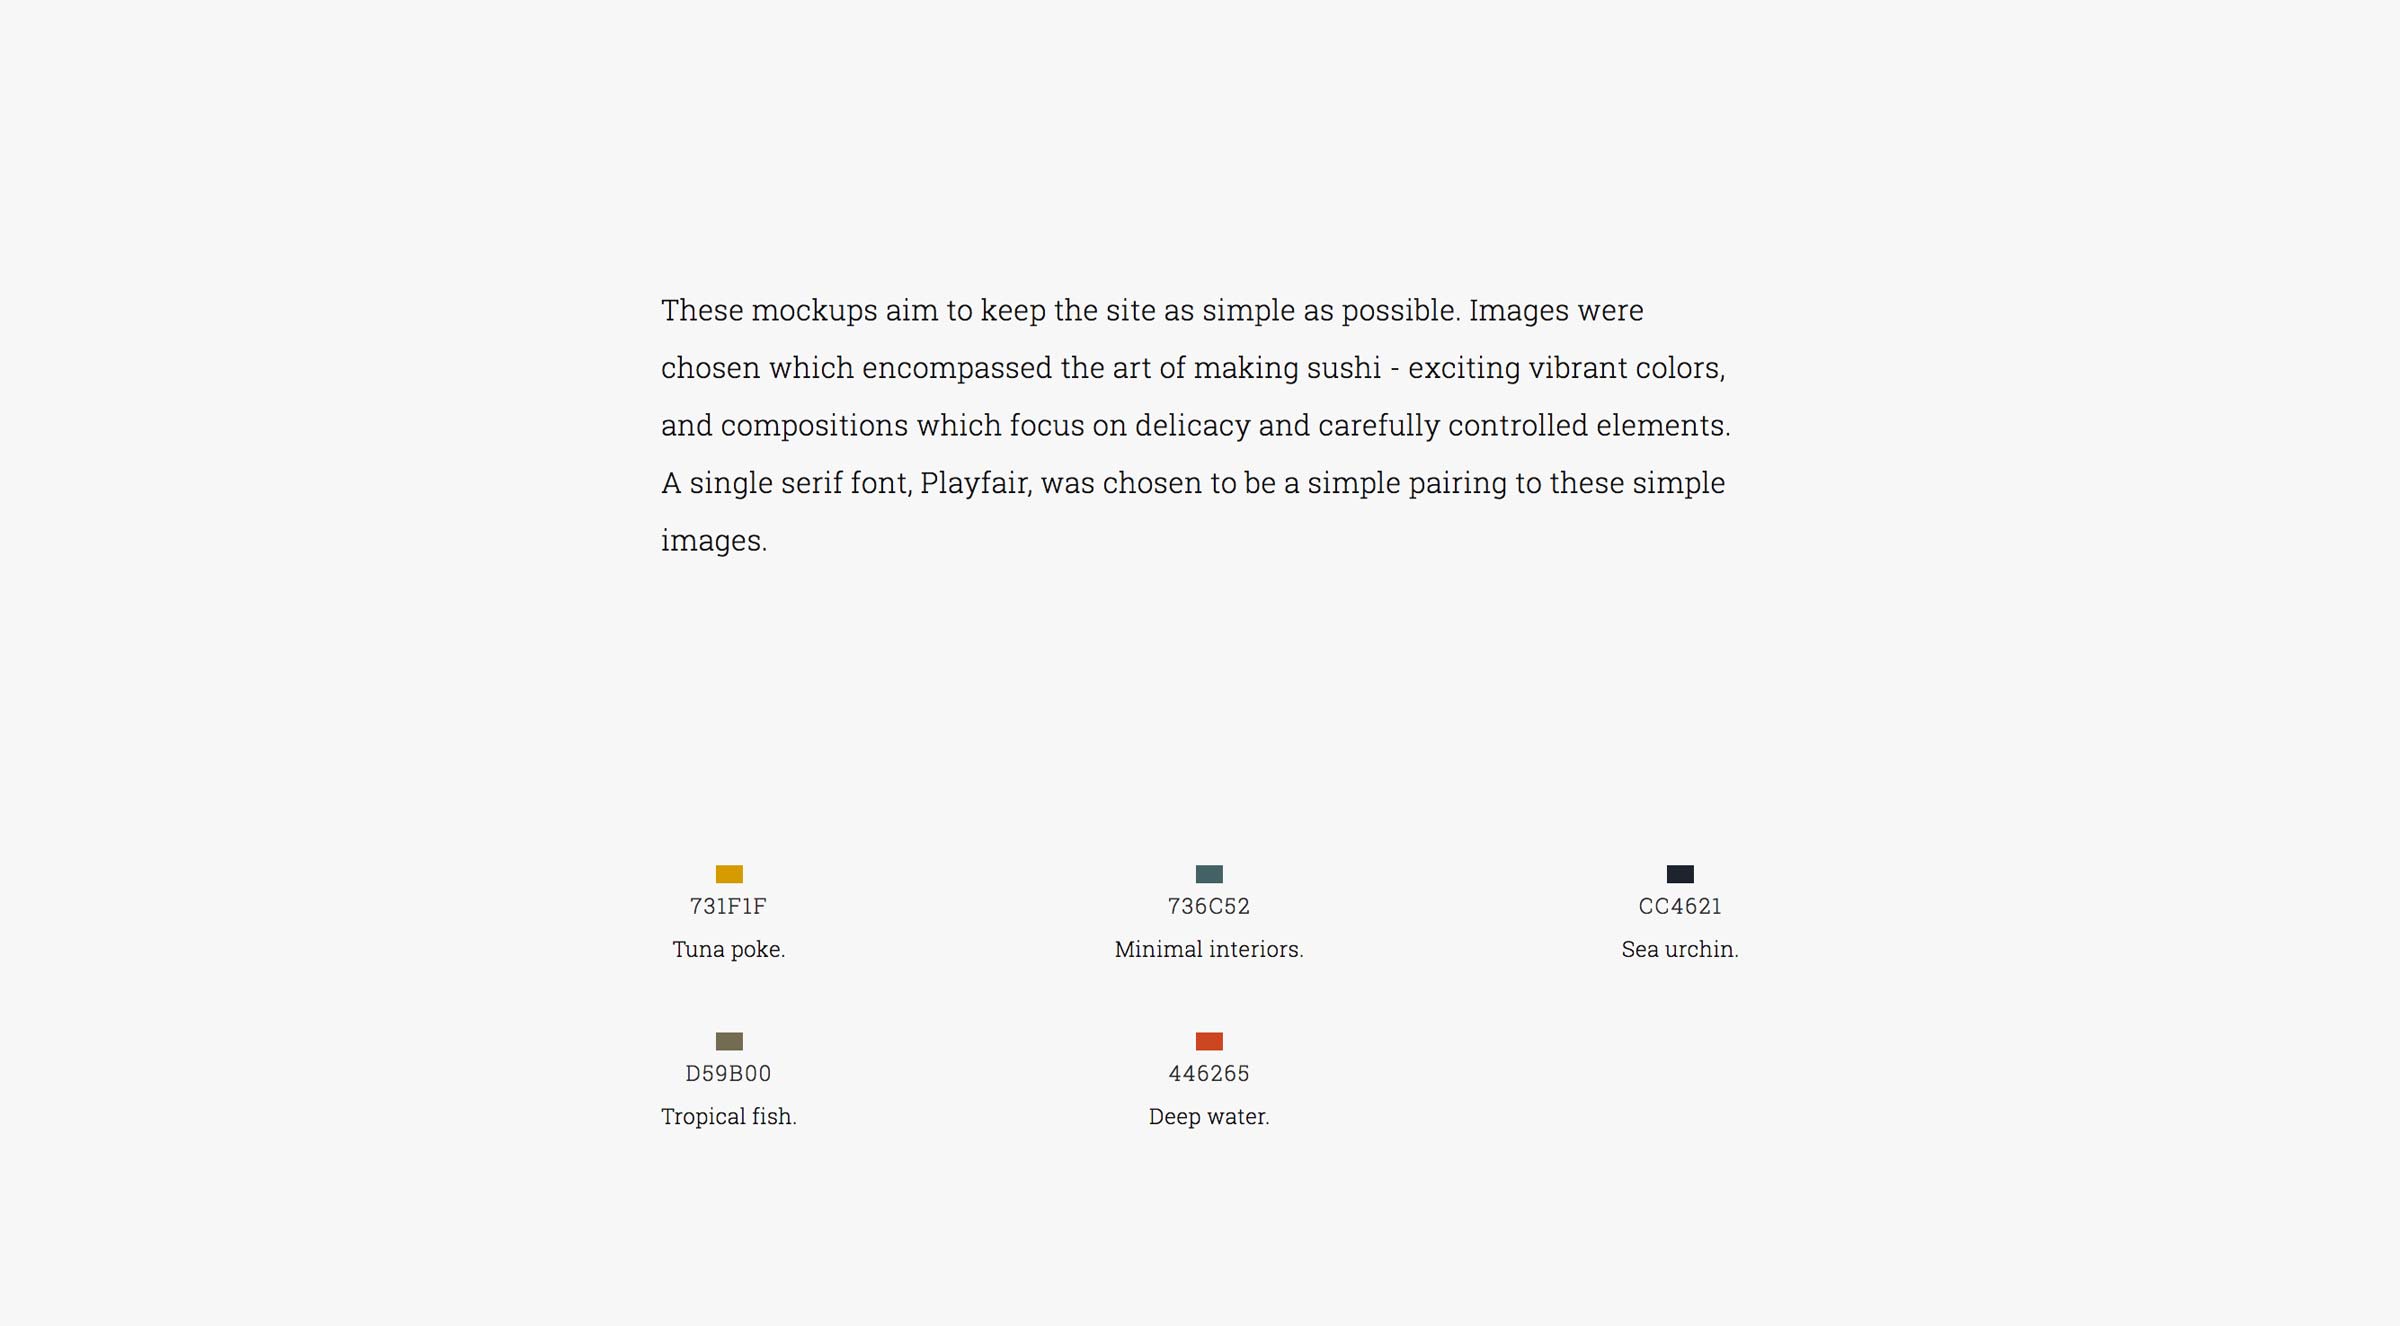 These mockups aim to keep the site as simple as possible. Images were
chosen which encompassed the art of making sushi - exciting vibrant colors,
and compositions which focus on delicacy and carefully controlled elements.
A single serif font, Playfair, was chosen to be a simple pairing to these simple
images.
731F1F
Tuna poke.
736C52
Minimal interiors.
CC4621
Sea urchin.
D59B00
Tropical fish.
446265
Deep water.